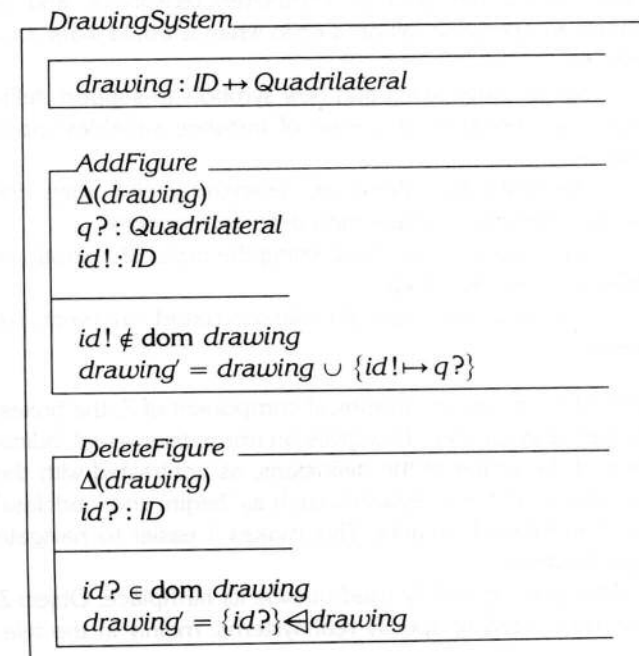 DrawingSystem
drawing : ID ⇸ Quadrilateral
AddFigure
Δ(drawing)
q? : Quadrilateral
id! : ID
id! ∉ dom drawing
drawing′ = drawing ∪ {id! ↦ q?}
DeleteFigure
Δ(drawing)
id? : ID
id? ∈ dom drawing
drawing′ = {id?} ⩤ drawing